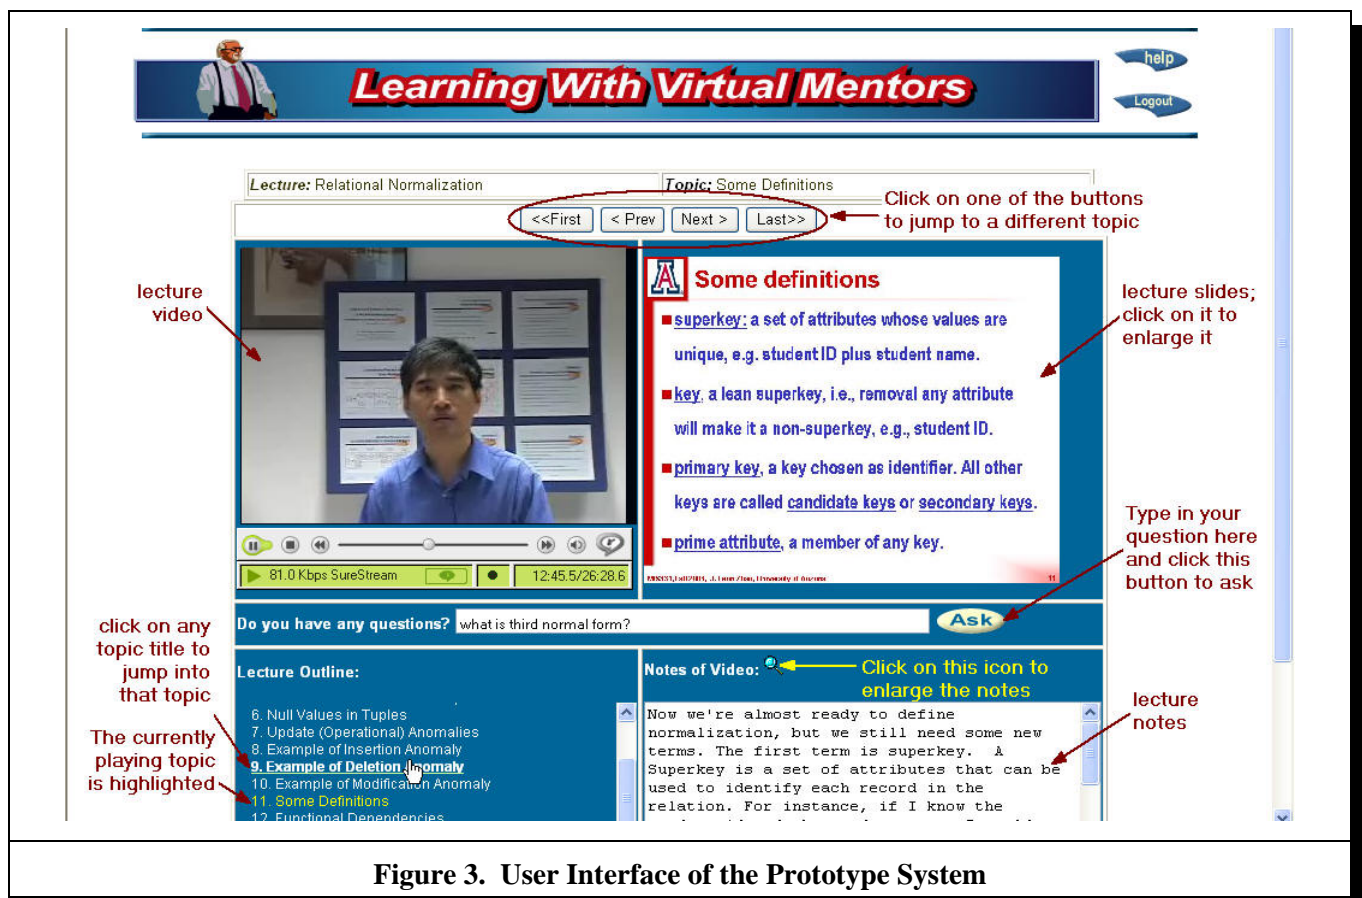 Learning With Virtual Mentors
help
Logout
Lecture: Relational Normalization
Topic: Some Definitions
Click on one of the buttons
to jump to a different topic
<<First
< Prev
Next >
Last>>
lecture
video
A
Some definitions
superkey: a set of attributes whose values are
unique, e.g. student ID plus student name.
key, a lean superkey, i.e., removal any attribute
will make it a non-superkey, e.g., student ID.
primary key, a key chosen as identifier. All other
keys are called candidate keys or secondary keys.
prime attribute, a member of any key.
11
lecture slides;
click on it to
enlarge it
81.0 Kbps SureStream
12:45.5/26:28.6
Type in your
question here
and click this
button to ask
Do you have any questions?
what is third normal form?
Ask
click on any
topic title to
jump into
that topic
The currently
playing topic
is highlighted
Lecture Outline:
6. Null Values in Tuples
7. Update (Operational) Anomalies
8. Example of Insertion Anomaly
9. Example of Deletion Anomaly
10. Example of Modification Anomaly
11. Some Definitions
12. Functional Dependencies
Notes of Video:
Click on this icon to
enlarge the notes
Now we're almost ready to define
normalization, but we still need some new
terms. The first term is superkey. A
Superkey is a set of attributes that can be
used to identify each record in the
relation. For instance, if I know the
lecture
notes
Figure 3. User Interface of the Prototype System